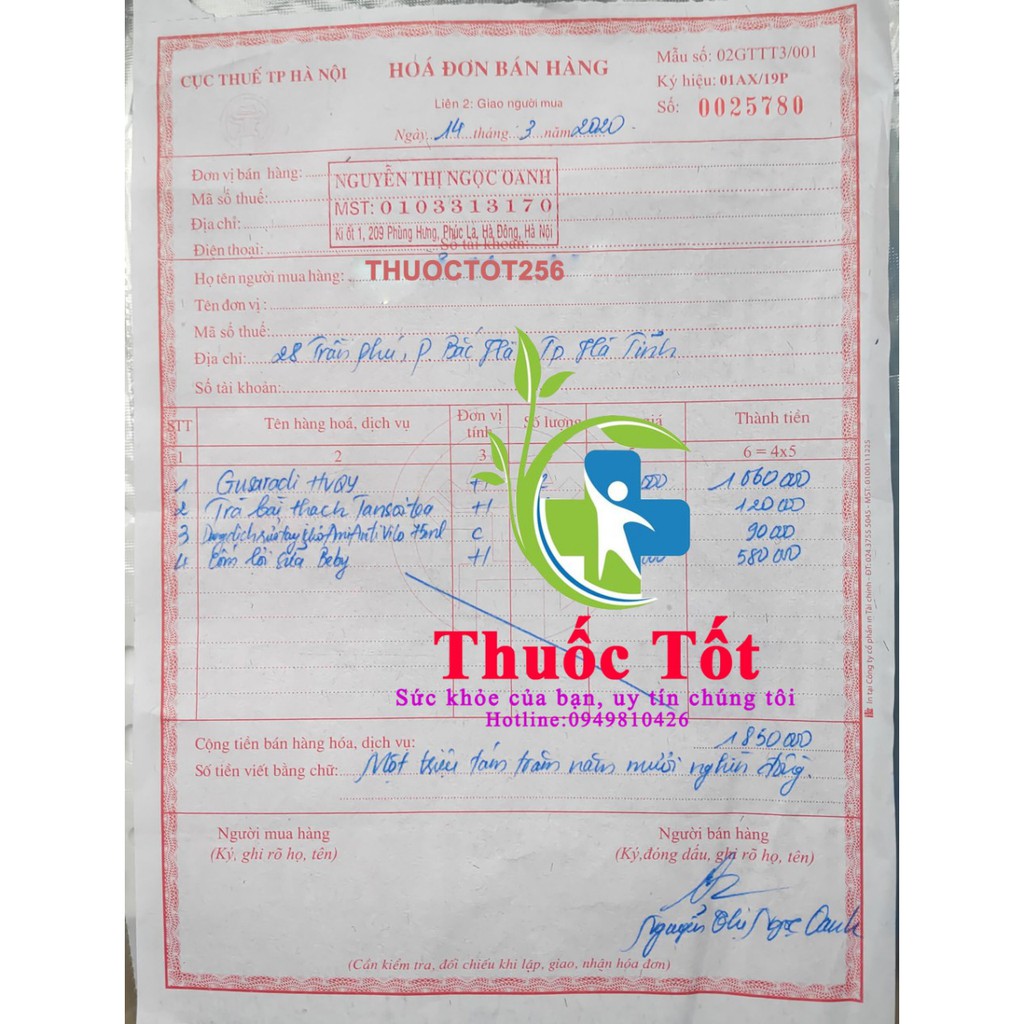 CỤC THUẾ TP HÀ NỘI
HOÁ ĐƠN BÁN HÀNG
Liên 2: Giao người mua
Ngày 14 tháng 3 năm 2020
Mẫu số: 02GTTT3/001
Ký hiệu: 01AX/19P
Số: 0025780
Đơn vị bán hàng:
NGUYỄN THỊ NGỌC OANH
Mã số thuế:
MST: 0103313170
Địa chỉ:
Ki ốt 1, 209 Phùng Hưng, Phúc La, Hà Đông, Hà Nội
Điện thoại: Số tài khoản:
Họ tên người mua hàng: THUOCTOT256
Tên đơn vị:
Mã số thuế:
Địa chỉ: 28 Trần Phú, P Bắc Hà Tp Hà Tĩnh
Số tài khoản:
STT Tên hàng hoá, dịch vụ Đơn vị tính Số lượng giá Thành tiền
1 2 3 6 = 4x5
1 Gusaradi H 000 1060 000
2 Trà bài thạch Tansaitoa H 120 000
3 c 90 000
4 Cốm lợi sữa Beby H 580 000
Thuốc Tốt
Sức khỏe của bạn, uy tín chúng tôi
Hotline:0949810426
Cộng tiền bán hàng hóa, dịch vụ: 1850 000
Số tiền viết bằng chữ: Một triệu tám trăm năm mươi nghìn đồng.
Người mua hàng
(Ký, ghi rõ họ, tên)
Người bán hàng
(Ký,đóng dấu, ghi rõ họ, tên)
Nguyễn Thị Ngọc Oanh
(Cần kiểm tra, đối chiếu khi lập, giao, nhận hóa đơn)